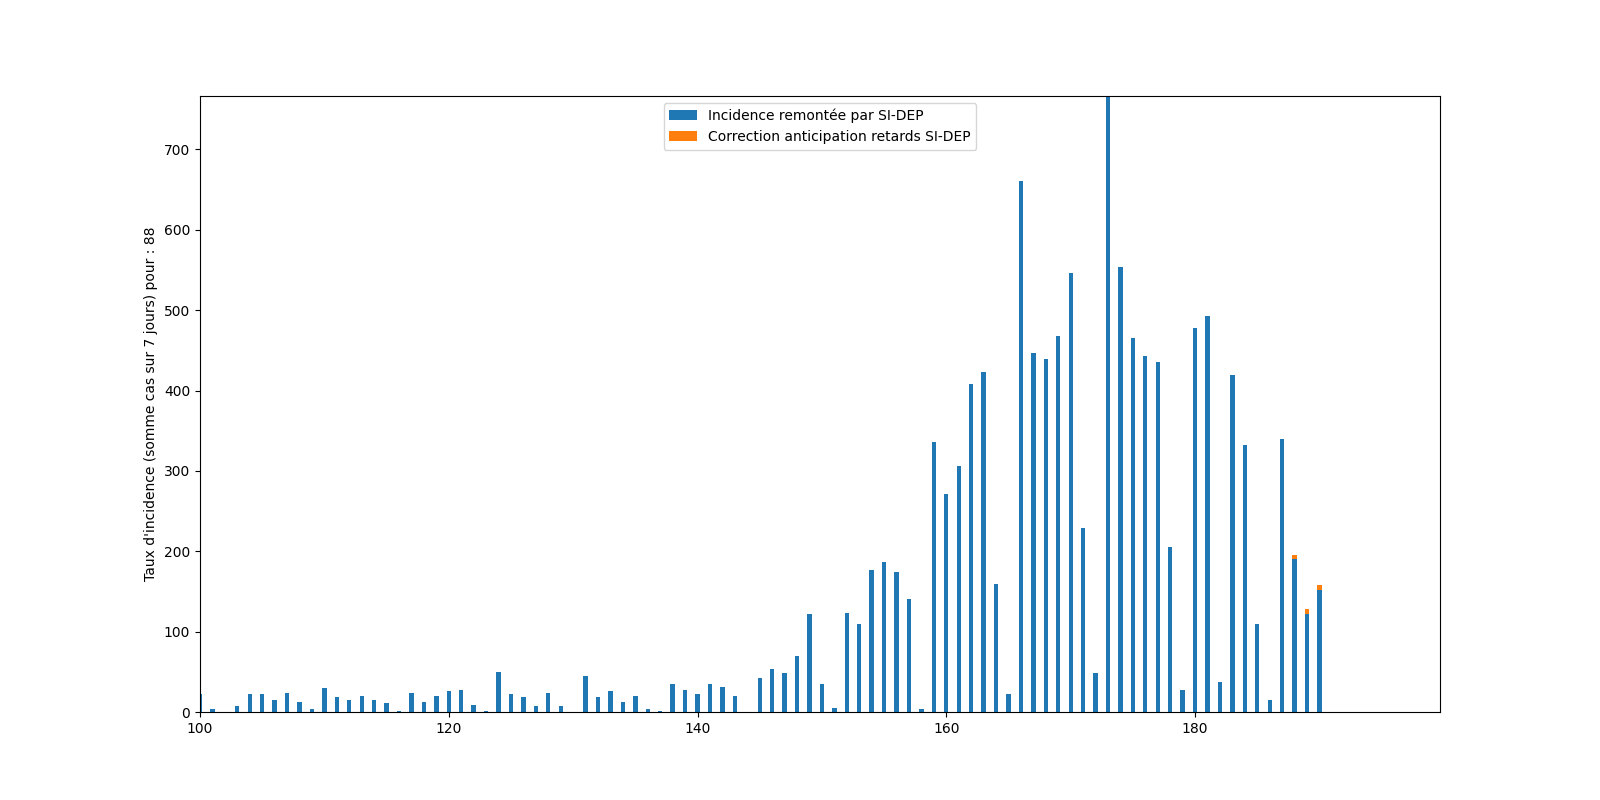 Incidence remontée par SI-DEP
Correction anticipation retards SI-DEP
Taux d'incidence (somme cas sur 7 jours) pour : 88
700
600
500
400
300
200
100
0
100 120 140 160 180